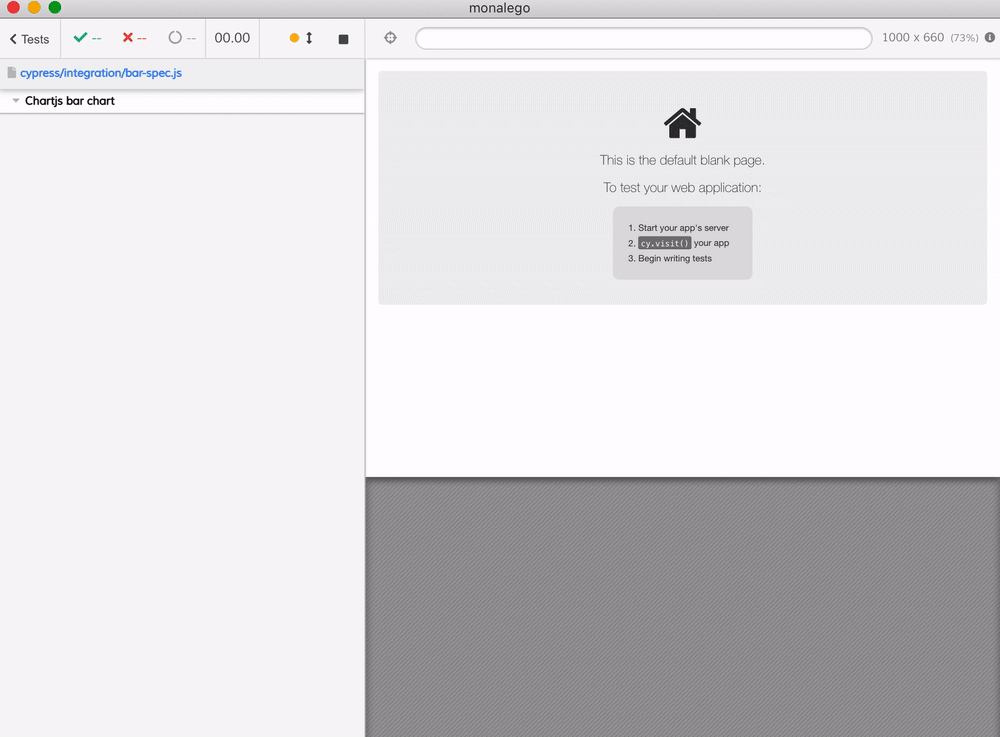 monalego
Tests
--
--
--
00.00
1000 x 660 (73%)
cypress/integration/bar-spec.js
Chartjs bar chart
This is the default blank page.
To test your web application:
1. Start your app's server
2. cy.visit() your app
3. Begin writing tests